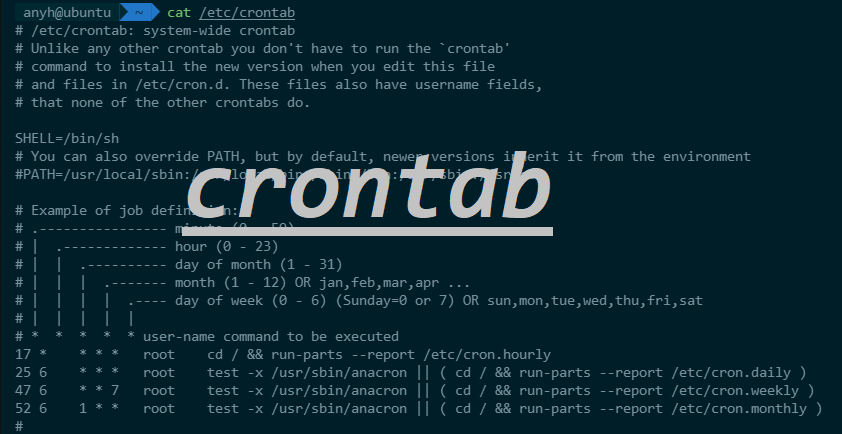 anyh@ubuntu ~ cat /etc/crontab
# /etc/crontab: system-wide crontab
# Unlike any other crontab you don't have to run the `crontab'
# command to install the new version when you edit this file
# and files in /etc/cron.d. These files also have username fields,
# that none of the other crontabs do.
SHELL=/bin/sh
# You can also override PATH, but by default, newer versions inherit it from the environment
#PATH=/usr/local/sbin:
crontab
# Example of job definition:
# .---------------- minute (0 - 59)
# |  .------------- hour (0 - 23)
# |  |  .---------- day of month (1 - 31)
# |  |  |  .------- month (1 - 12) OR jan,feb,mar,apr ...
# |  |  |  |  .---- day of week (0 - 6) (Sunday=0 or 7) OR sun,mon,tue,wed,thu,fri,sat
# |  |  |  |  |
# *  *  *  *  * user-name command to be executed
17 *    * * *   root    cd / && run-parts --report /etc/cron.hourly
25 6    * * *   root    test -x /usr/sbin/anacron || ( cd / && run-parts --report /etc/cron.daily )
47 6    * * 7   root    test -x /usr/sbin/anacron || ( cd / && run-parts --report /etc/cron.weekly )
52 6    1 * *   root    test -x /usr/sbin/anacron || ( cd / && run-parts --report /etc/cron.monthly )
#